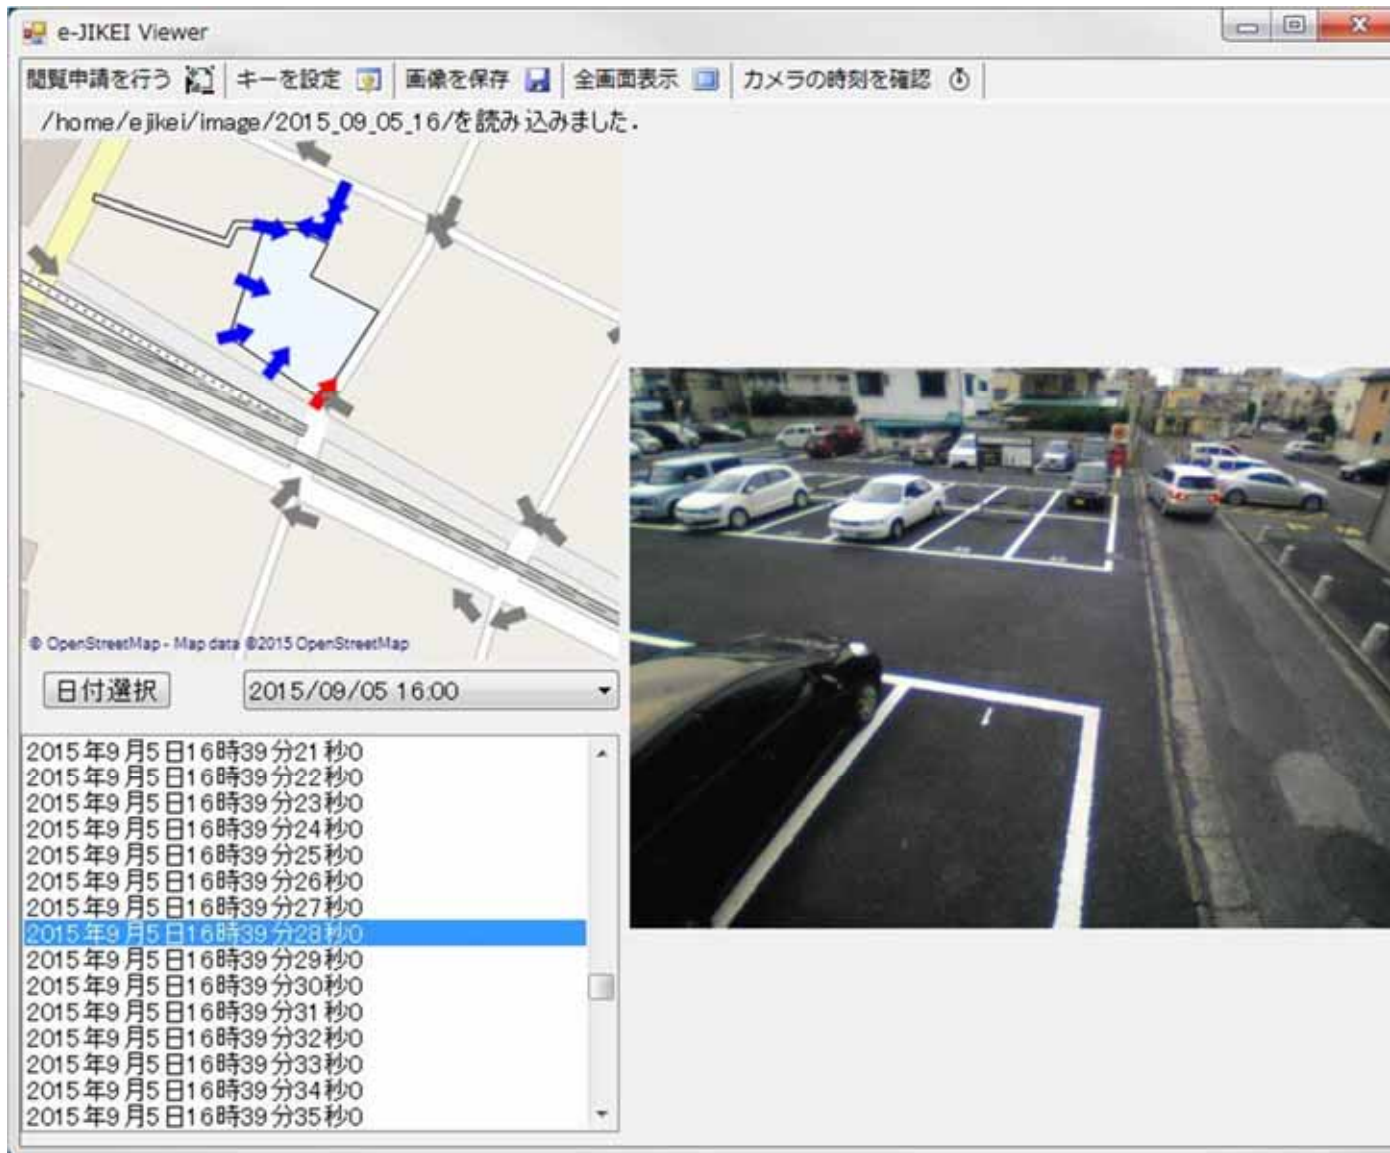 e-JIKEI Viewer
閲覧申請を行う キーを設定 画像を保存 全画面表示 カメラの時刻を確認
/home/ejikei/image/2015_09_05_16/を読み込みました.
© OpenStreetMap - Map data ©2015 OpenStreetMap
日付選択 2015/09/05 16:00
2015年9月5日16時39分21秒0
2015年9月5日16時39分22秒0
2015年9月5日16時39分23秒0
2015年9月5日16時39分24秒0
2015年9月5日16時39分25秒0
2015年9月5日16時39分26秒0
2015年9月5日16時39分27秒0
2015年9月5日16時39分28秒0
2015年9月5日16時39分29秒0
2015年9月5日16時39分30秒0
2015年9月5日16時39分31秒0
2015年9月5日16時39分32秒0
2015年9月5日16時39分33秒0
2015年9月5日16時39分34秒0
2015年9月5日16時39分35秒0